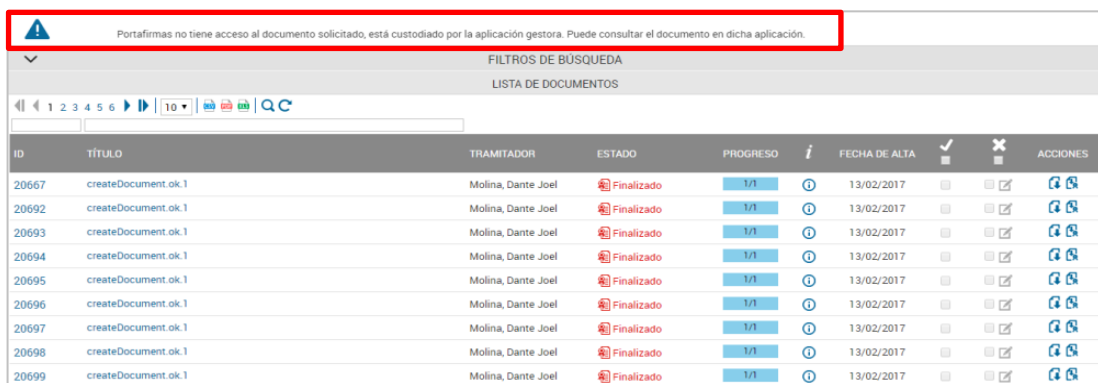 Portafirmas no tiene acceso al documento solicitado, está custodiado por la aplicación gestora. Puede consultar el documento en dicha aplicación.
FILTROS DE BÚSQUEDA
LISTA DE DOCUMENTOS
1 2 3 4 5 6 10
ID TÍTULO TRAMITADOR ESTADO PROGRESO i FECHA DE ALTA ACCIONES
20667 createDocument.ok.1 Molina, Dante Joel Finalizado 1/1 13/02/2017
20692 createDocument.ok.1 Molina, Dante Joel Finalizado 1/1 13/02/2017
20693 createDocument.ok.1 Molina, Dante Joel Finalizado 1/1 13/02/2017
20694 createDocument.ok.1 Molina, Dante Joel Finalizado 1/1 13/02/2017
20695 createDocument.ok.1 Molina, Dante Joel Finalizado 1/1 13/02/2017
20696 createDocument.ok.1 Molina, Dante Joel Finalizado 1/1 13/02/2017
20697 createDocument.ok.1 Molina, Dante Joel Finalizado 1/1 13/02/2017
20698 createDocument.ok.1 Molina, Dante Joel Finalizado 1/1 13/02/2017
20699 createDocument.ok.1 Molina, Dante Joel Finalizado 1/1 13/02/2017